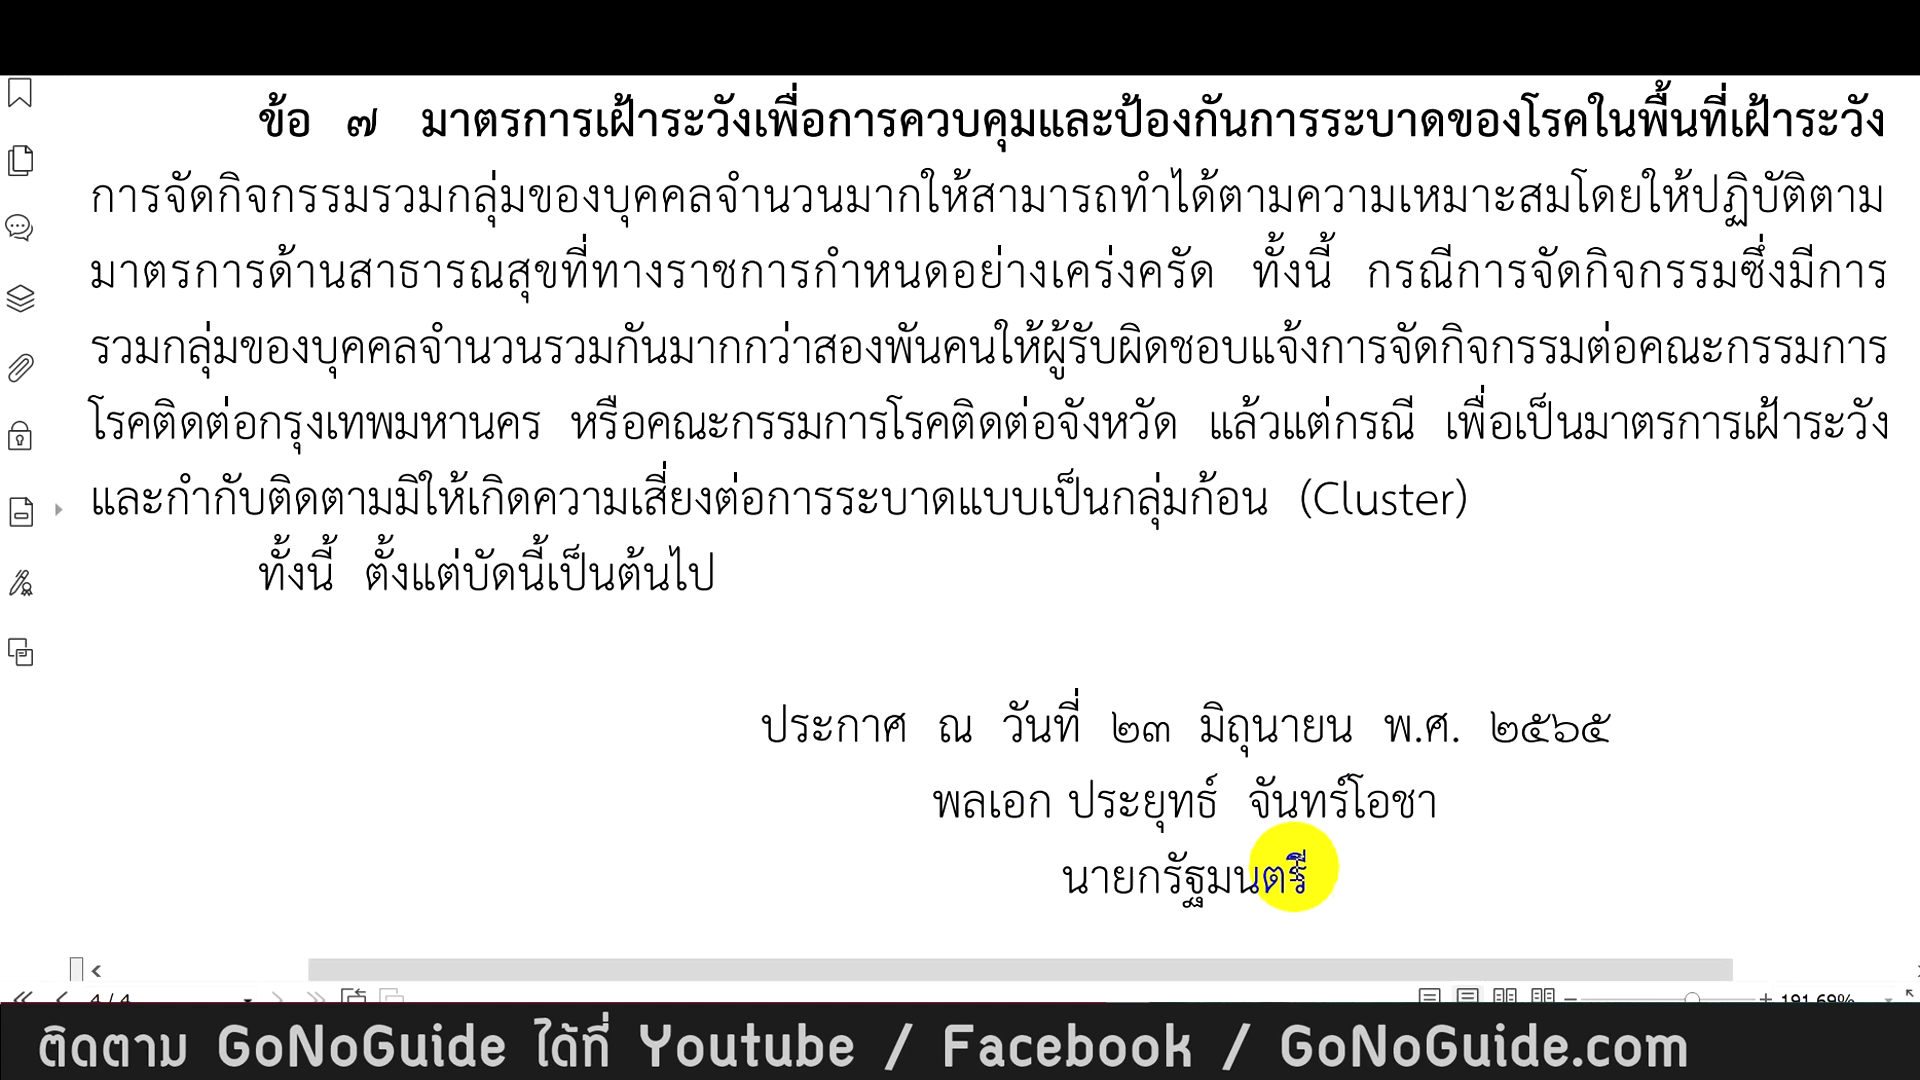 ข้อ ๗ มาตรการเฝ้าระวังเพื่อการควบคุมและป้องกันการระบาดของโรคในพื้นที่เฝ้าระวัง
การจัดกิจกรรมรวมกลุ่มของบุคคลจำนวนมากให้สามารถทำได้ตามความเหมาะสมโดยให้ปฏิบัติตาม
มาตรการด้านสาธารณสุขที่ทางราชการกำหนดอย่างเคร่งครัด ทั้งนี้ กรณีการจัดกิจกรรมซึ่งมีการ
รวมกลุ่มของบุคคลจำนวนรวมกันมากกว่าสองพันคนให้ผู้รับผิดชอบแจ้งการจัดกิจกรรมต่อคณะกรรมการ
โรคติดต่อกรุงเทพมหานคร หรือคณะกรรมการโรคติดต่อจังหวัด แล้วแต่กรณี เพื่อเป็นมาตรการเฝ้าระวัง
และกำกับติดตามมิให้เกิดความเสี่ยงต่อการระบาดแบบเป็นกลุ่มก้อน (Cluster)
ทั้งนี้ ตั้งแต่บัดนี้เป็นต้นไป
ประกาศ ณ วันที่ ๒๓ มิถุนายน พ.ศ. ๒๕๖๕
พลเอก ประยุทธ์ จันทร์โอชา
นายกรัฐมนตรี
4 / 4 191.69%
ติดตาม GoNoGuide ได้ที่ Youtube / Facebook / GoNoGuide.com